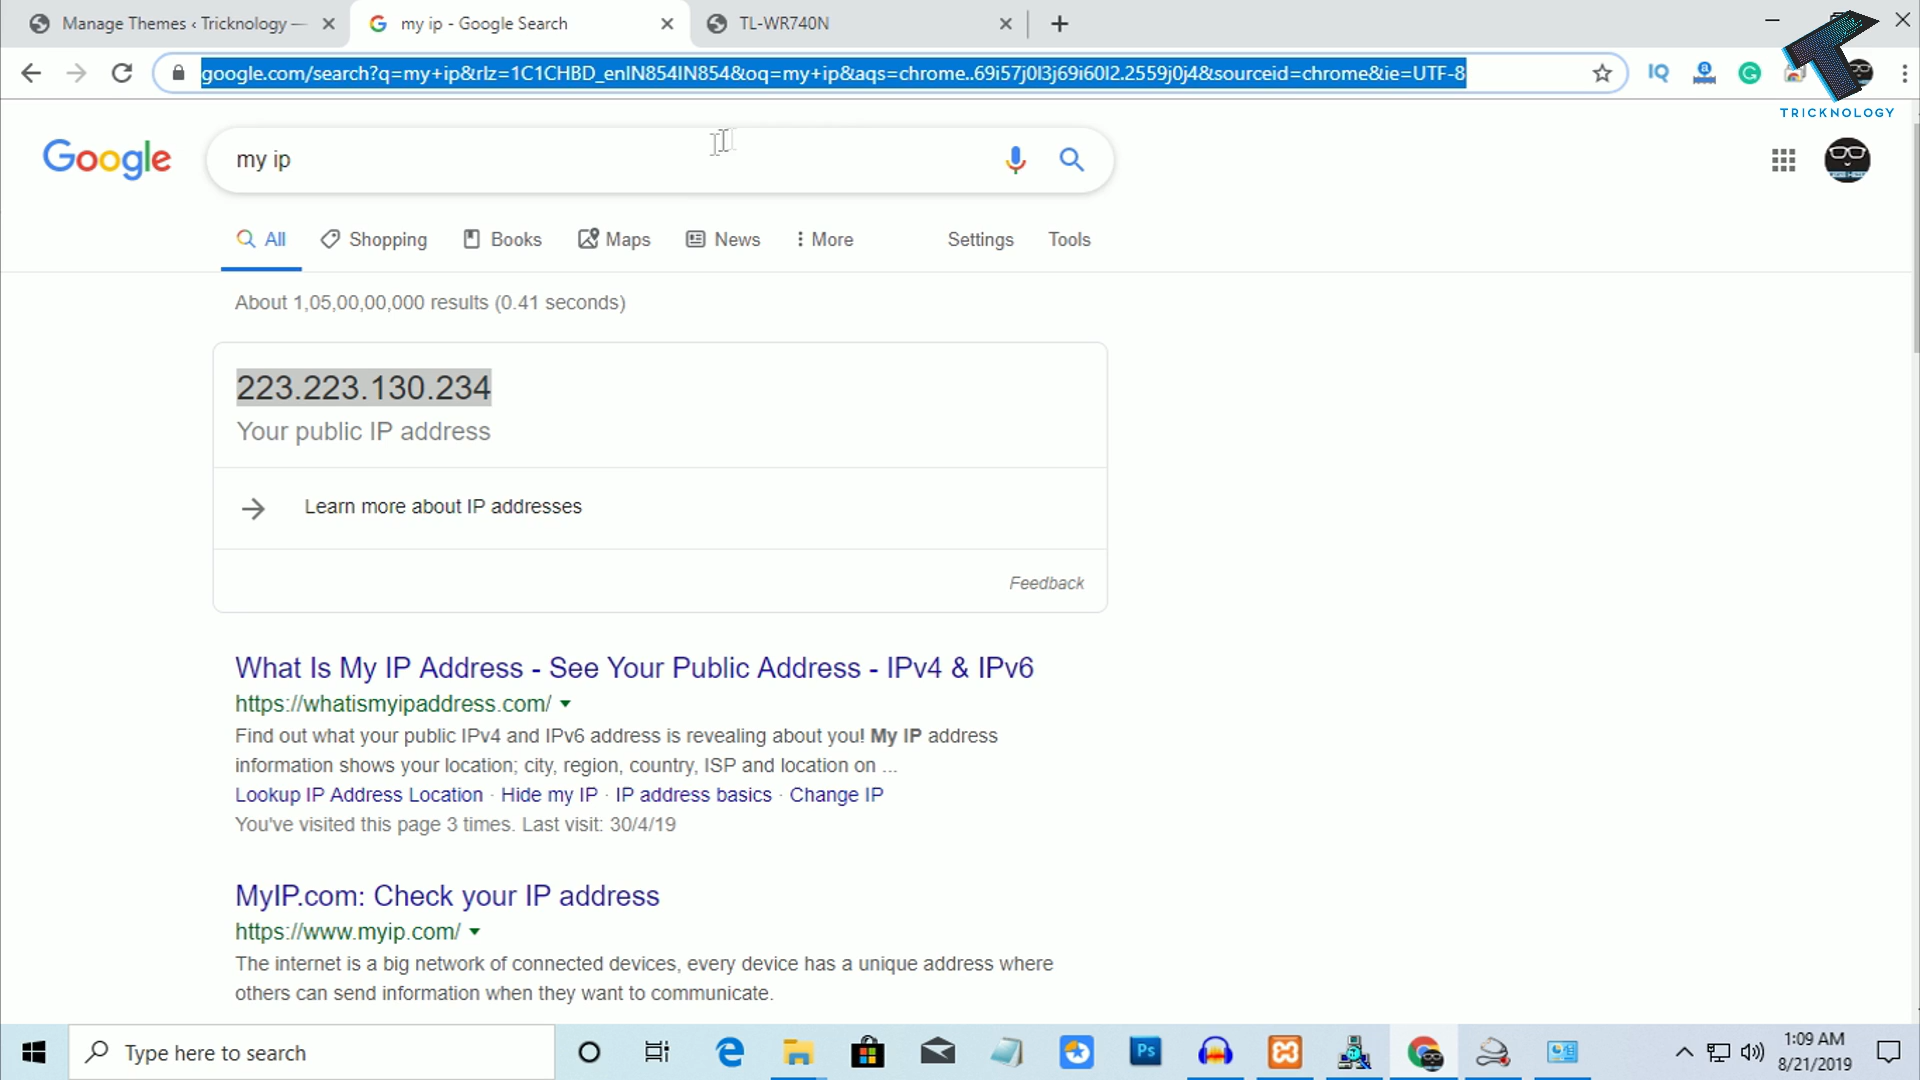 Manage Themes ‹ Tricknology —
my ip - Google Search
TL-WR740N
google.com/search?q=my+ip&rlz=1C1CHBD_enIN854IN854&oq=my+ip&aqs=chrome..69i57j0l3j69i60l2.2559j0j4&sourceid=chrome&ie=UTF-8
IQ
TRICKNOLOGY
Google
my ip
All
Shopping
Books
Maps
News
More
Settings
Tools
About 1,05,00,00,000 results (0.41 seconds)
223.223.130.234
Your public IP address
Learn more about IP addresses
Feedback
What Is My IP Address - See Your Public Address - IPv4 & IPv6
https://whatismyipaddress.com/
Find out what your public IPv4 and IPv6 address is revealing about you! My IP address
information shows your location; city, region, country, ISP and location on ...
Lookup IP Address Location · Hide my IP · IP address basics · Change IP
You've visited this page 3 times. Last visit: 30/4/19
MyIP.com: Check your IP address
https://www.myip.com/
The internet is a big network of connected devices, every device has a unique address where
others can send information when they want to communicate.
Type here to search
Ps
1:09 AM
8/21/2019